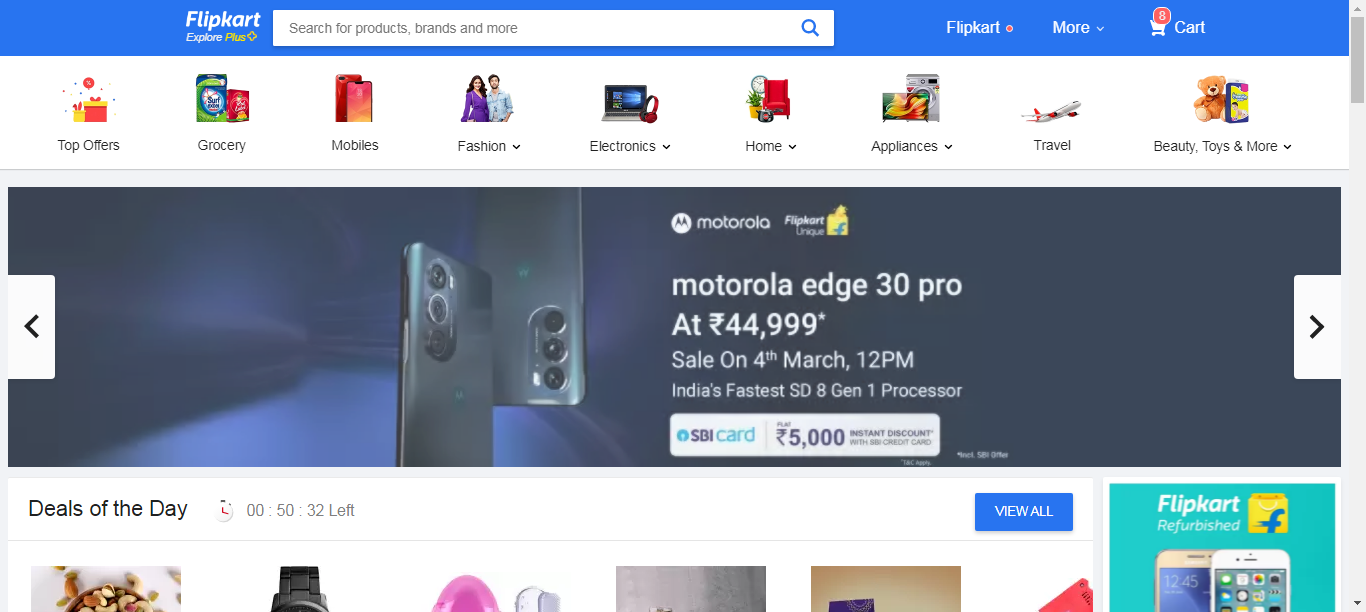 Flipkart
Explore Plus
Search for products, brands and more
Flipkart
More
8
Cart
Top Offers
Grocery
Mobiles
Fashion
Electronics
Home
Appliances
Travel
Beauty, Toys & More
motorola
Flipkart
Unique
motorola edge 30 pro
At ₹44,999*
Sale On 4th March, 12PM
India's Fastest SD 8 Gen 1 Processor
SBI card
FLAT
₹5,000
INSTANT DISCOUNT*
WITH SBI CREDIT CARD
*T&C Apply.
*Incl. SBI Offer
Deals of the Day
00 : 50 : 32 Left
VIEW ALL
Flipkart
Refurbished
12:45